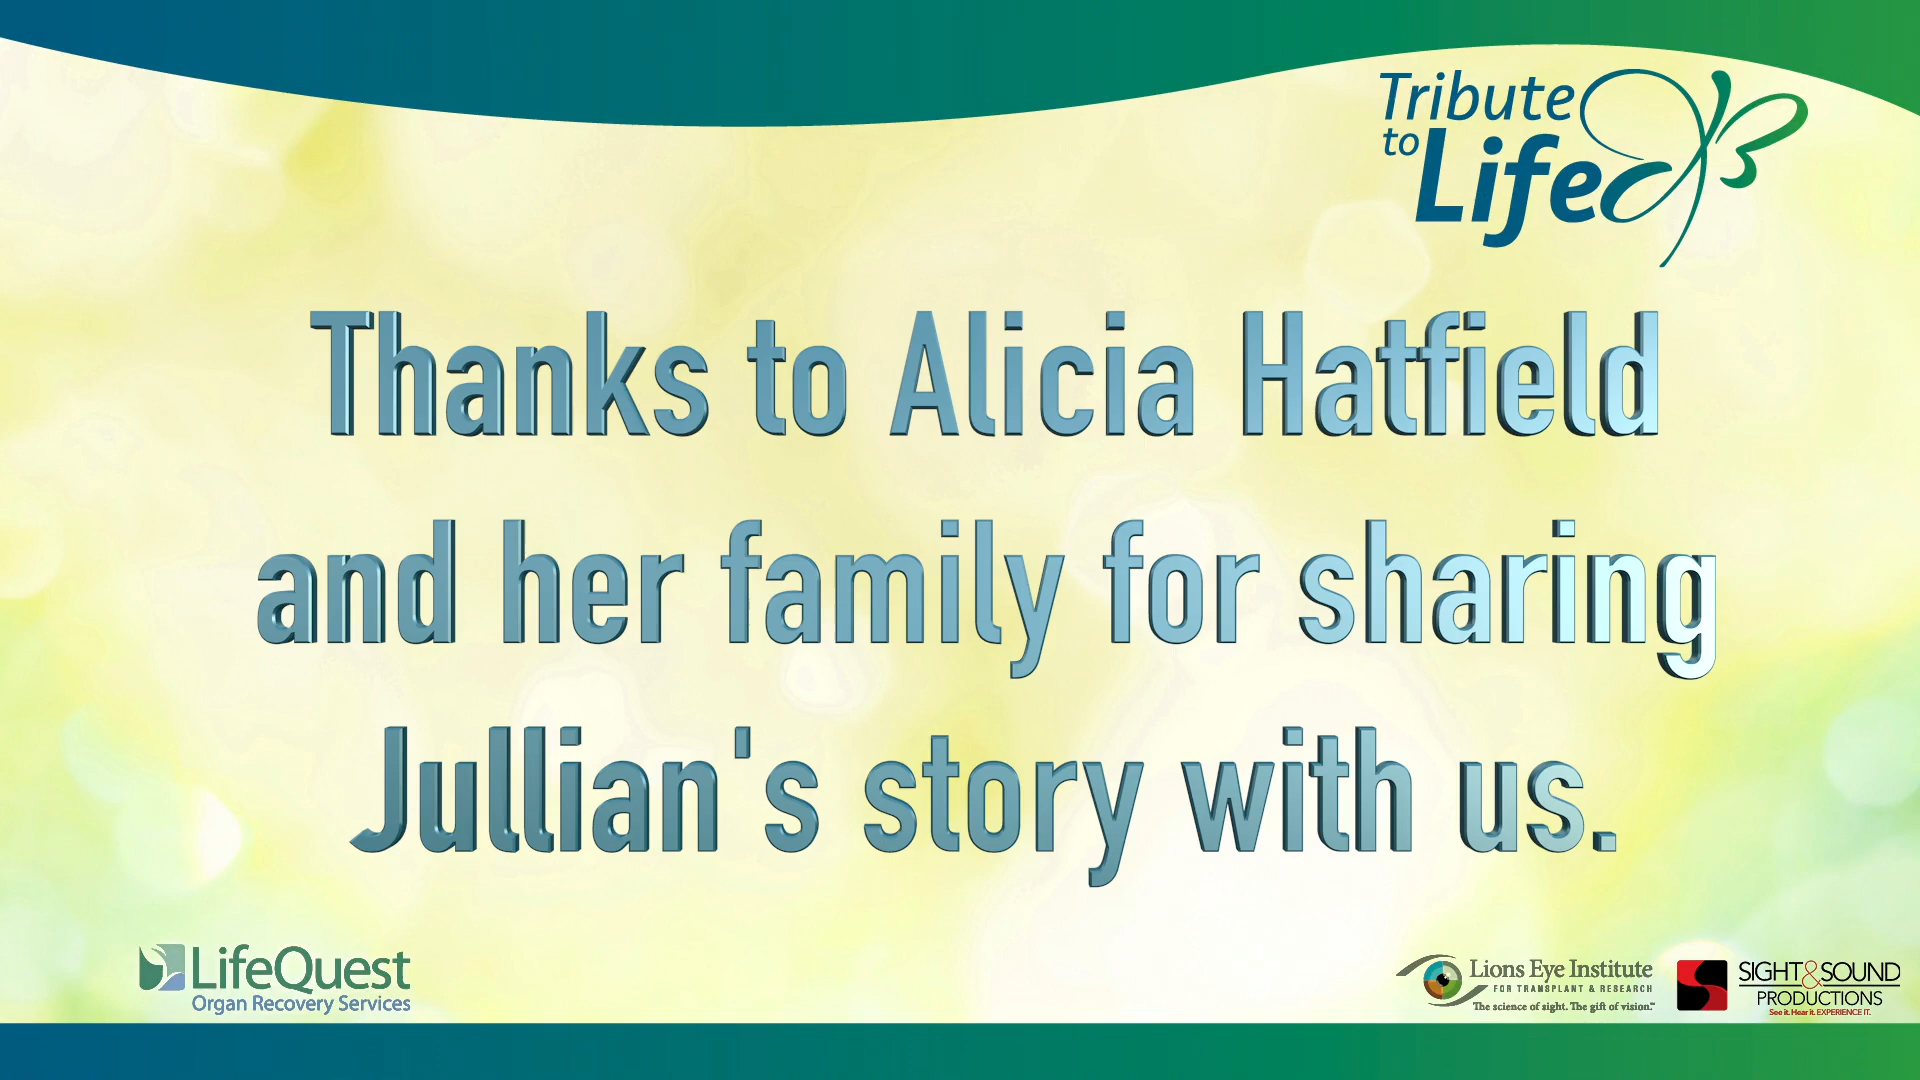 Tribute
to
Life
Thanks to Alicia Hatfield
and her family for sharing
Jullian's story with us.
LifeQuest
Organ Recovery Services
Lions Eye Institute
FOR TRANSPLANT & RESEARCH
The science of sight. The gift of vision.℠
SIGHT&SOUND
PRODUCTIONS
See it. Hear it. EXPERIENCE IT.